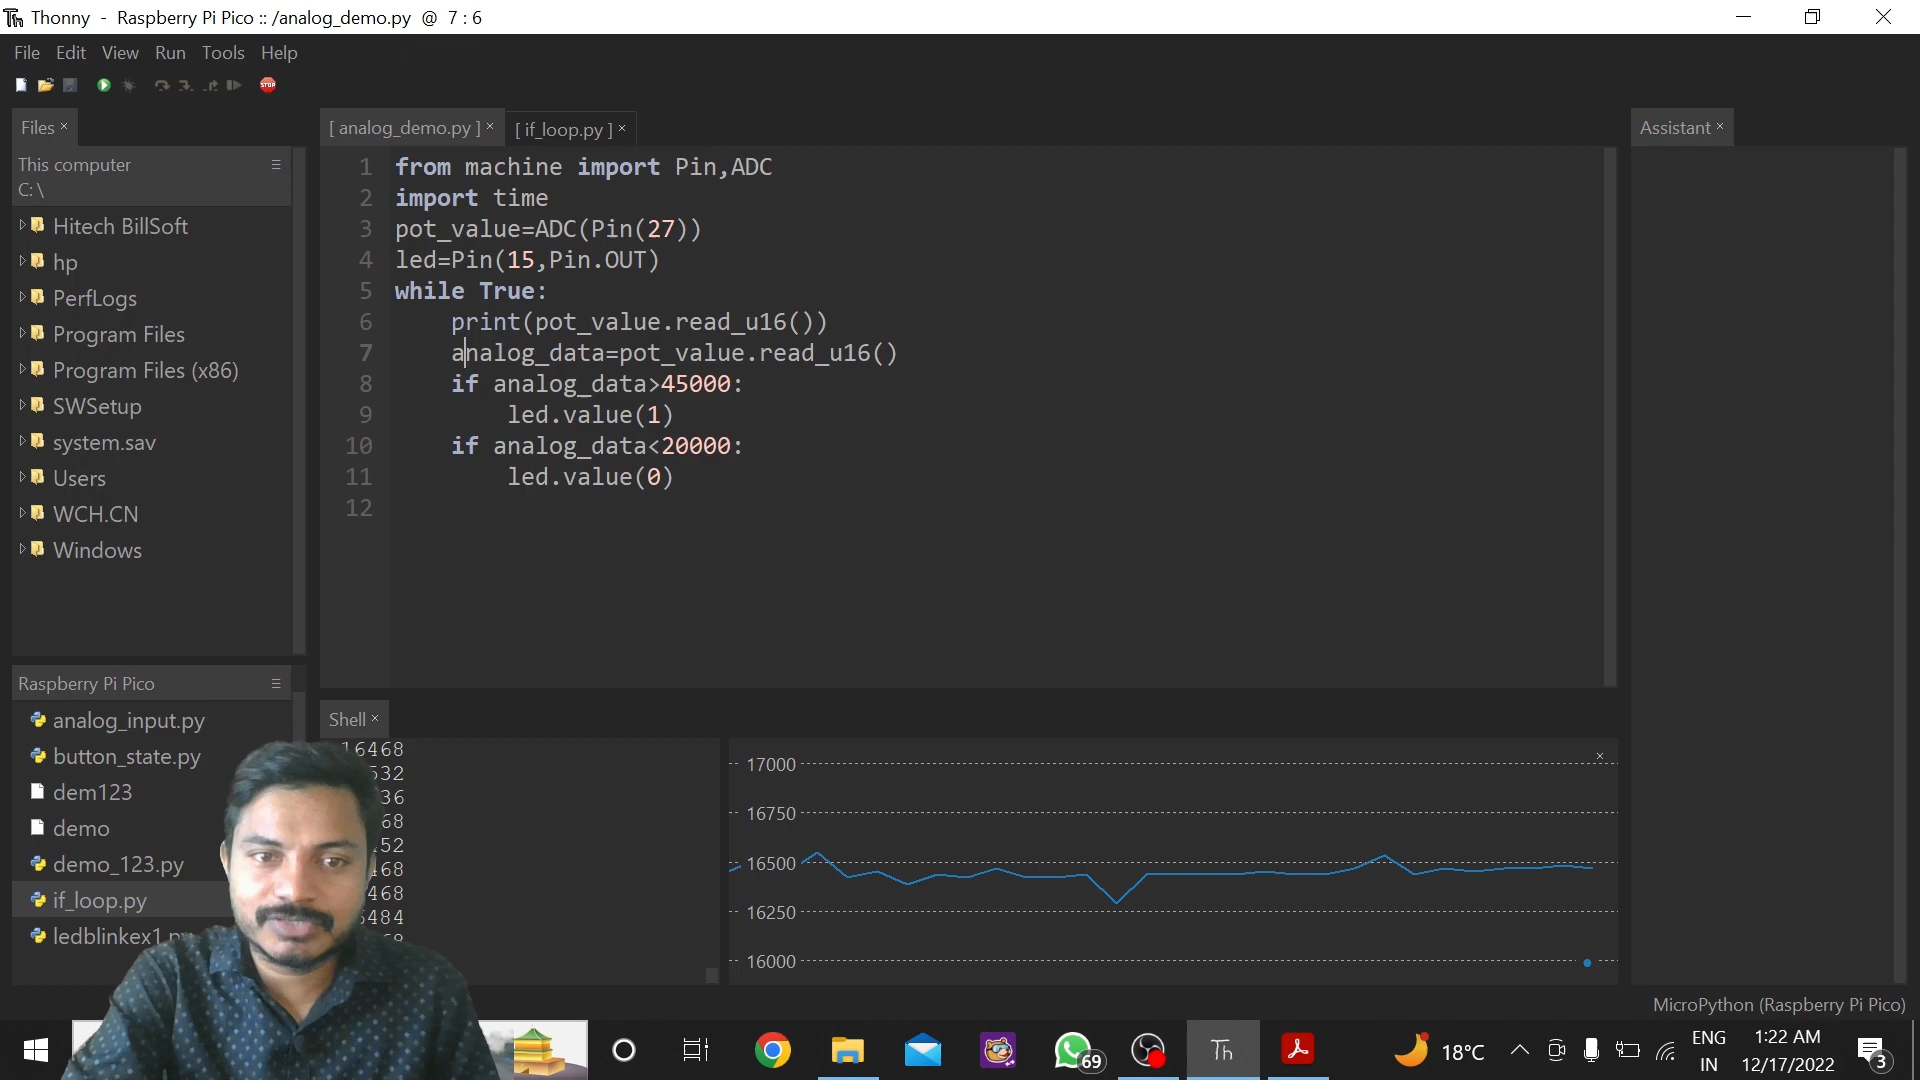 Thonny - Raspberry Pi Pico :: /analog_demo.py @ 7 : 6
File Edit View Run Tools Help
STOP
Files ×
This computer
C: \
Hitech BillSoft
hp
PerfLogs
Program Files
Program Files (x86)
SWSetup
system.sav
Users
WCH.CN
Windows
Raspberry Pi Pico
analog_input.py
button_state.py
dem123
demo
demo_123.py
if_loop.py
[ analog_demo.py ] × [ if_loop.py ] ×
1 from machine import Pin,ADC
2 import time
3 pot_value=ADC(Pin(27))
4 led=Pin(15,Pin.OUT)
5 while True:
6 print(pot_value.read_u16())
7 analog_data=pot_value.read_u16()
8 if analog_data>45000:
9 led.value(1)
10 if analog_data<20000:
11 led.value(0)
12
Shell ×
16468
17000
16750
16500
16250
16000
Assistant ×
MicroPython (Raspberry Pi Pico)
69
Th
18°C
ENG
IN
1:22 AM
12/17/2022
3